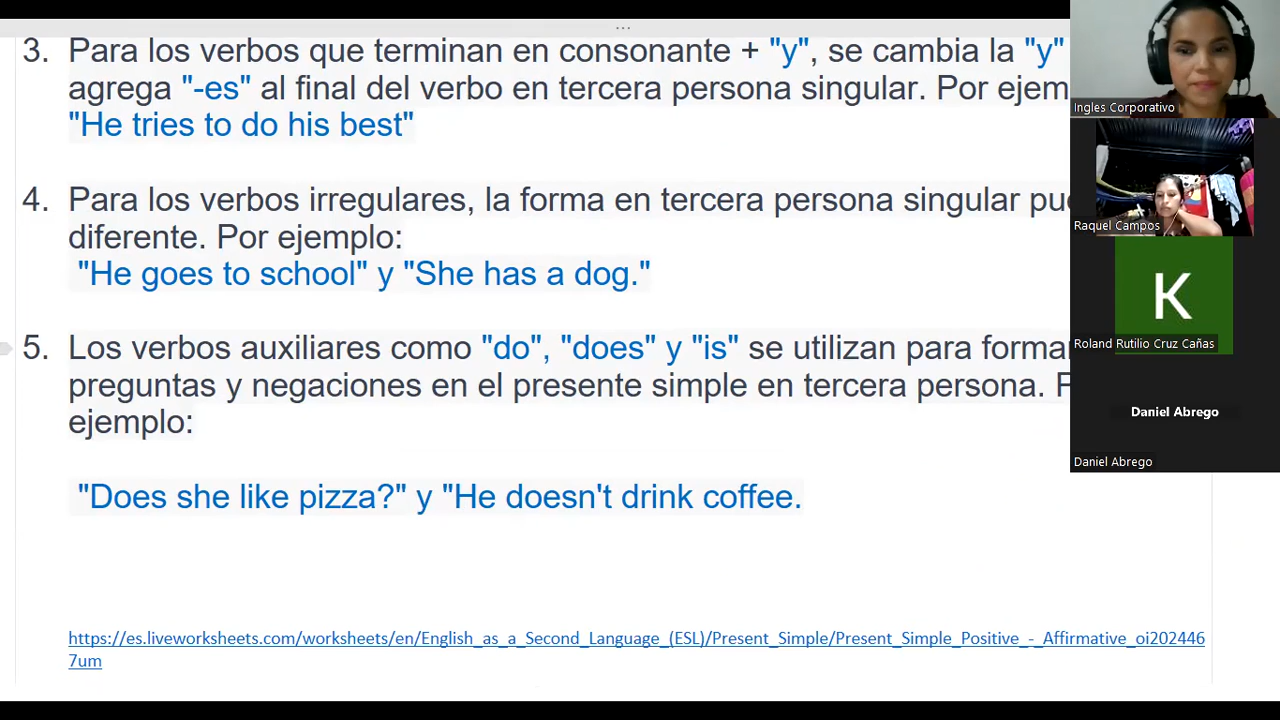 3. Para los verbos que terminan en consonante + "y", se cambia la "y"
agrega "-es" al final del verbo en tercera persona singular. Por ejem
"He tries to do his best"
4. Para los verbos irregulares, la forma en tercera persona singular pu
diferente. Por ejemplo:
"He goes to school" y "She has a dog."
5. Los verbos auxiliares como "do", "does" y "is" se utilizan para formar
preguntas y negaciones en el presente simple en tercera persona. P
ejemplo:
"Does she like pizza?" y "He doesn't drink coffee.
https://es.liveworksheets.com/worksheets/en/English_as_a_Second_Language_(ESL)/Present_Simple/Present_Simple_Positive_-_Affirmative_oi202446
7um
Ingles Corporativo
Raquel Campos
K
Roland Rutilio Cruz Cañas
Daniel Abrego
Daniel Abrego